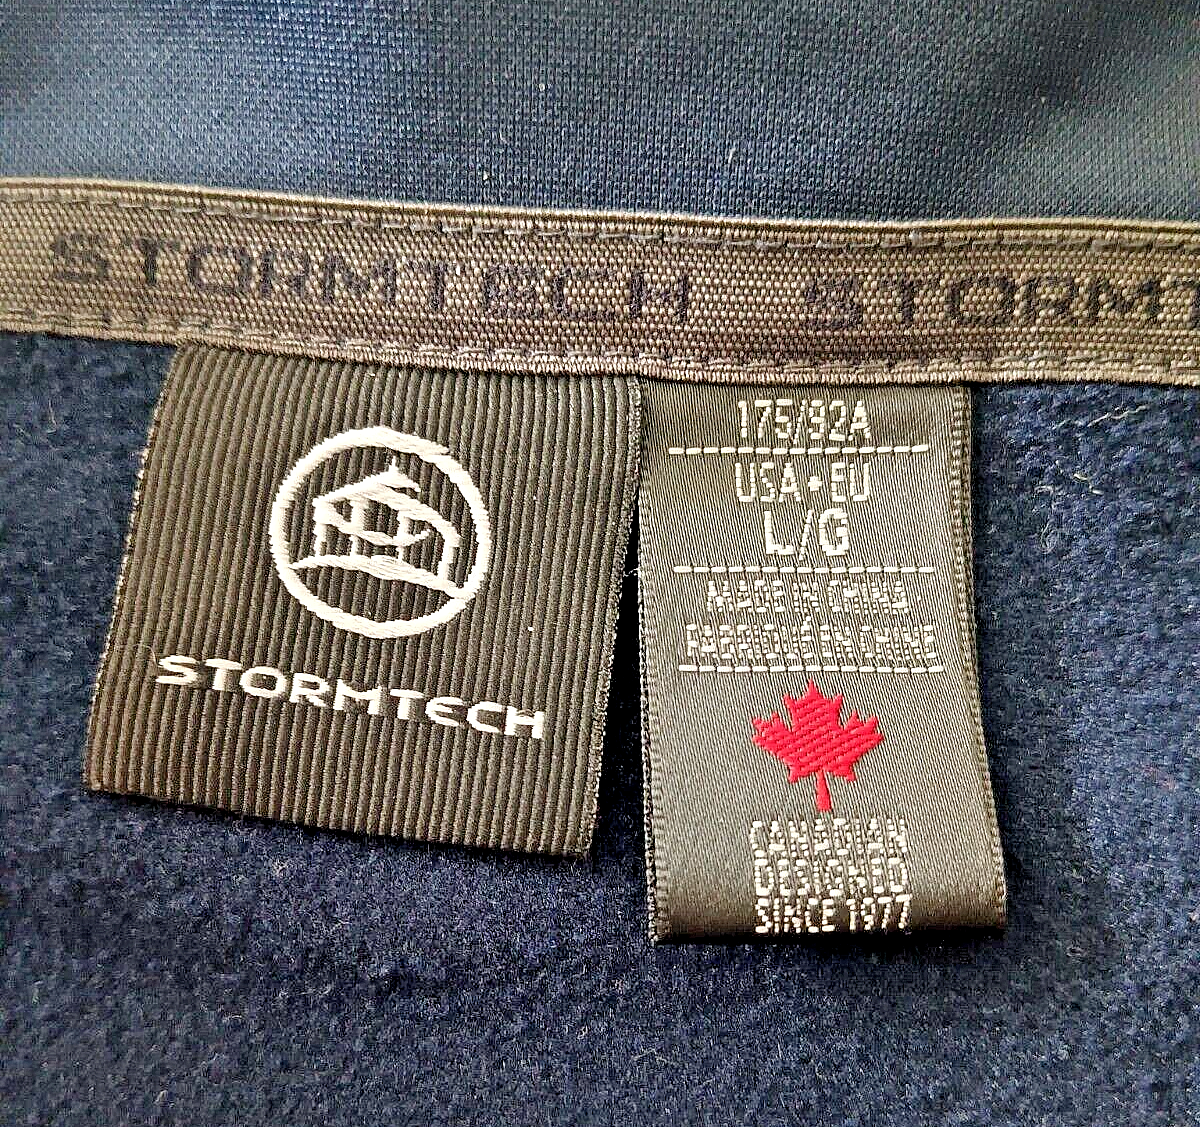 STORMTECH STORMT
STORMTECH
175/92A
USA • EU
L/G
MADE IN CHINA
FABRIQUÉ EN CHINE
CANADIAN
DESIGNED
SINCE 1977